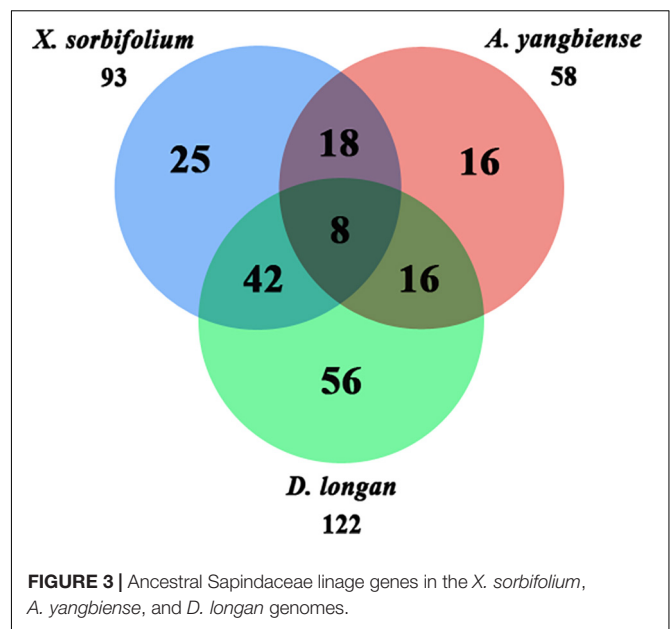 X. sorbifolium
93
A. yangbiense
58
25
18
16
8
42
16
56
D. longan
122
FIGURE 3 | Ancestral Sapindaceae linage genes in the X. sorbifolium,
A. yangbiense, and D. longan genomes.